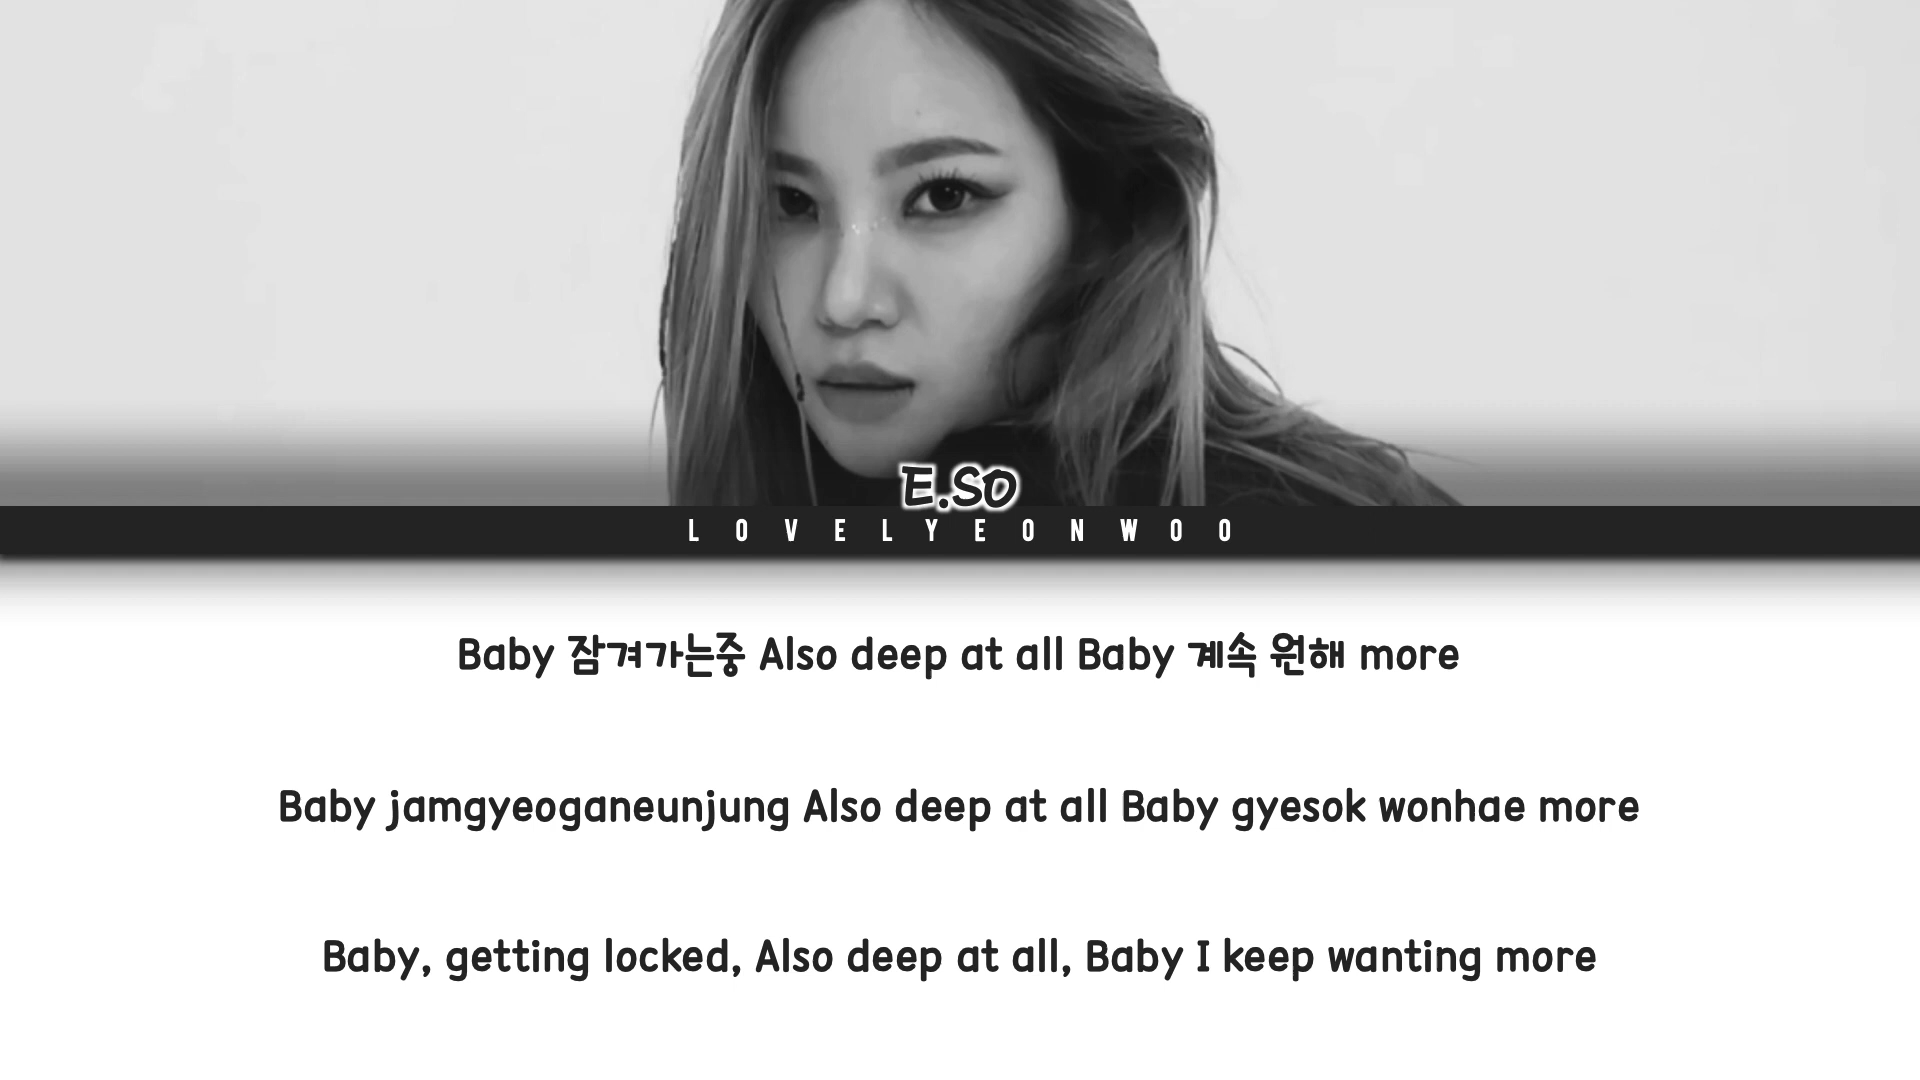 E.SO
LOVELYEONWOO
Baby 잠겨가는중 Also deep at all Baby 계속 원해 more
Baby jamgyeoganeunjung Also deep at all Baby gyesok wonhae more
Baby, getting locked, Also deep at all, Baby I keep wanting more